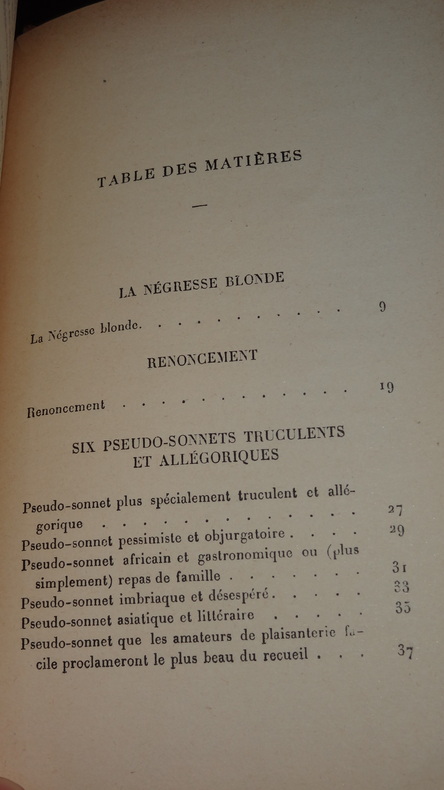 TABLE DES MATIÈRES
—
LA NÉGRESSE BLONDE
La Négresse blonde. . . . . . . . . . . 9
RENONCEMENT
Renoncement . . . . . . . . . . . . 19
SIX PSEUDO-SONNETS TRUCULENTS
ET ALLÉGORIQUES
Pseudo-sonnet plus spécialement truculent et allé-
gorique . . . . . . . . . . . . 27
Pseudo-sonnet pessimiste et objurgatoire . . . . 29
Pseudo-sonnet africain et gastronomique ou (plus
simplement) repas de famille . . . . . . 31
Pseudo-sonnet imbriaque et désespéré. . . . . 33
Pseudo-sonnet asiatique et littéraire . . . . . 35
Pseudo-sonnet que les amateurs de plaisanterie fa-
cile proclameront le plus beau du recueil . . . 37